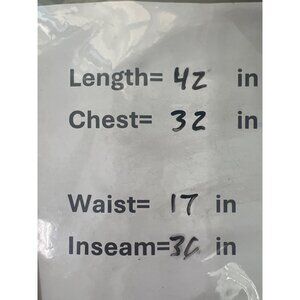 Length= 42 in
Chest= 32 in
Waist= 17 in
Inseam= in